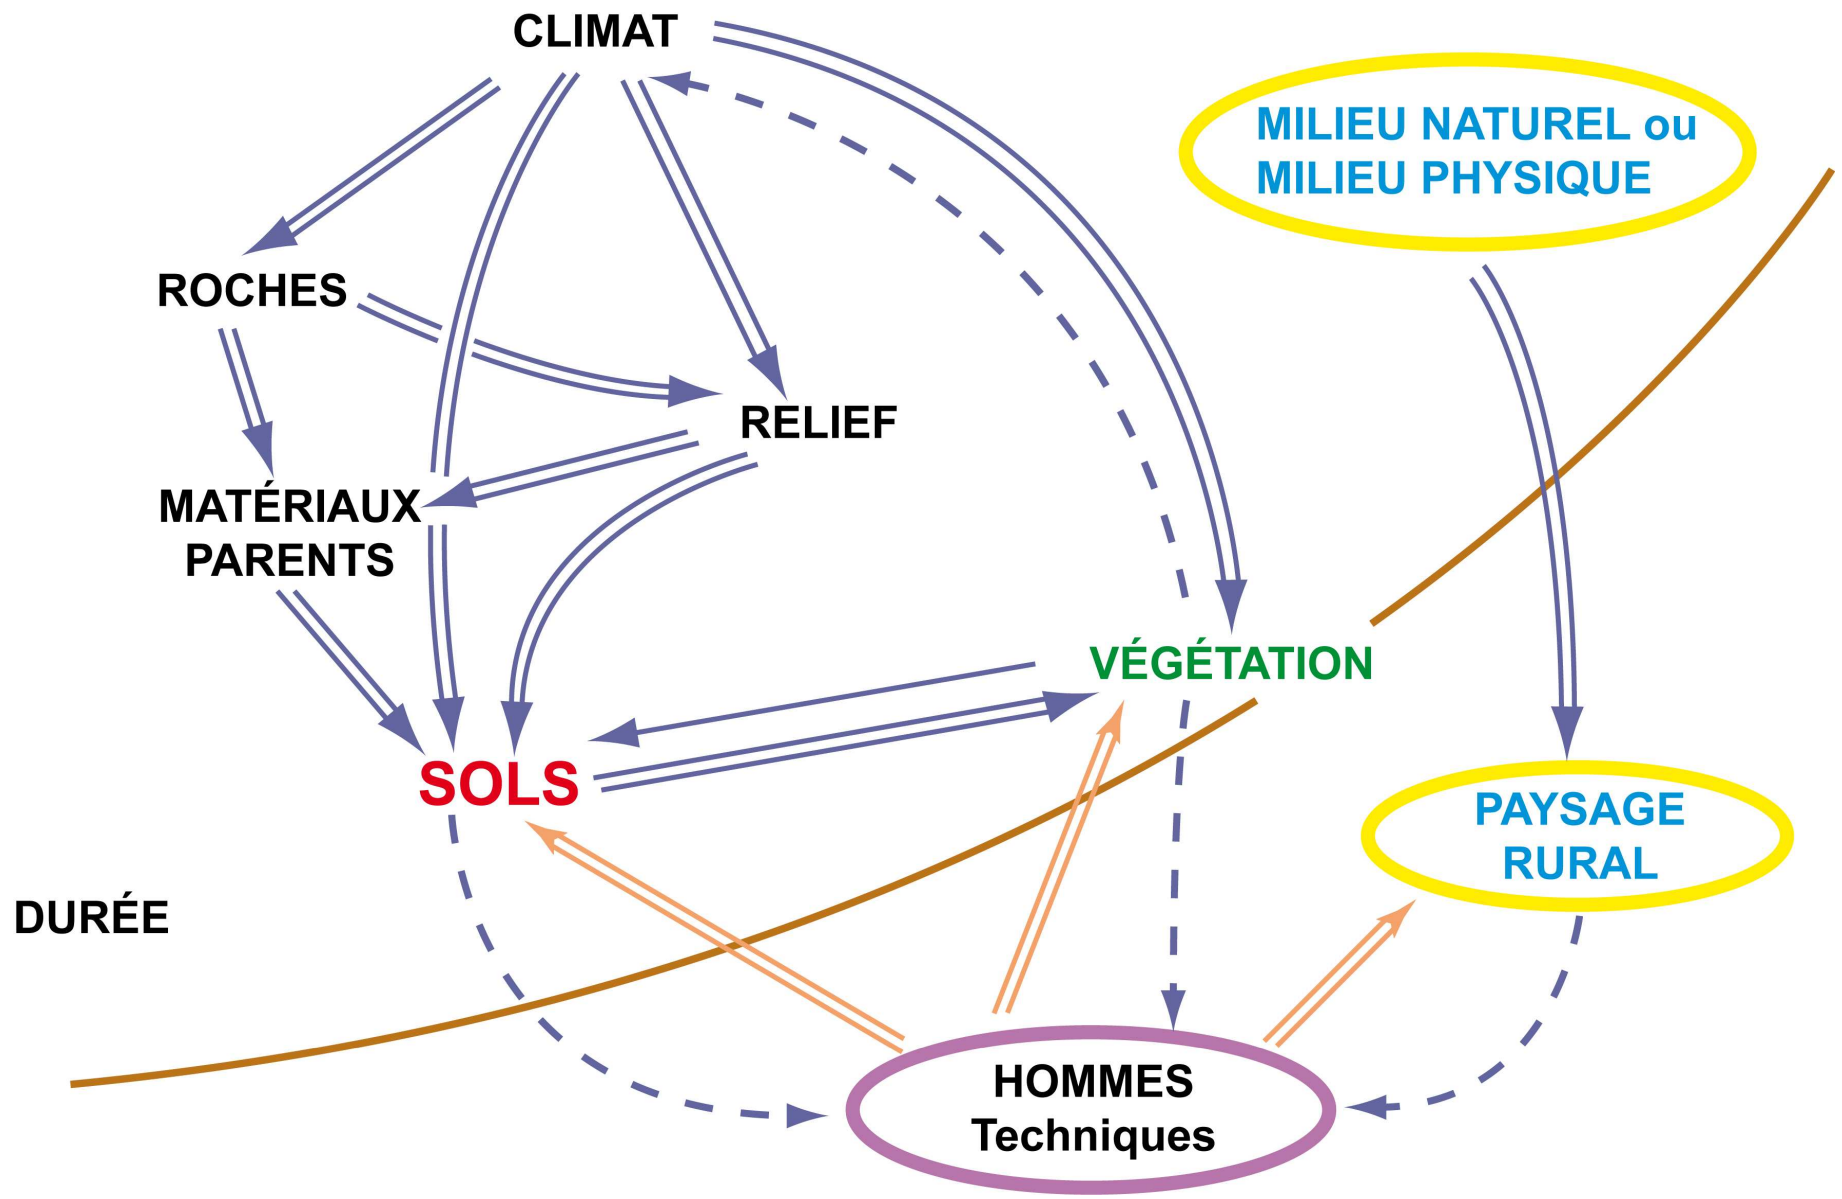 CLIMAT
MILIEU NATUREL ou
MILIEU PHYSIQUE
ROCHES
RELIEF
MATÉRIAUX
PARENTS
VÉGÉTATION
SOLS
PAYSAGE
RURAL
DURÉE
HOMMES
Techniques